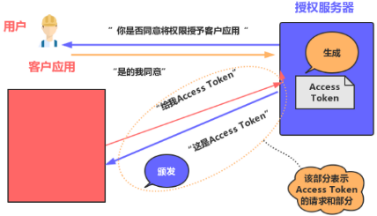 授权服务器
用户
“ 你是否同意将权限授予客户应用 ”
生成
客户应用
“是的我同意”
Access
Token
“给我Access Token”
“这是Access Token”
颁发
该部分表示
Access Token
的请求和部分